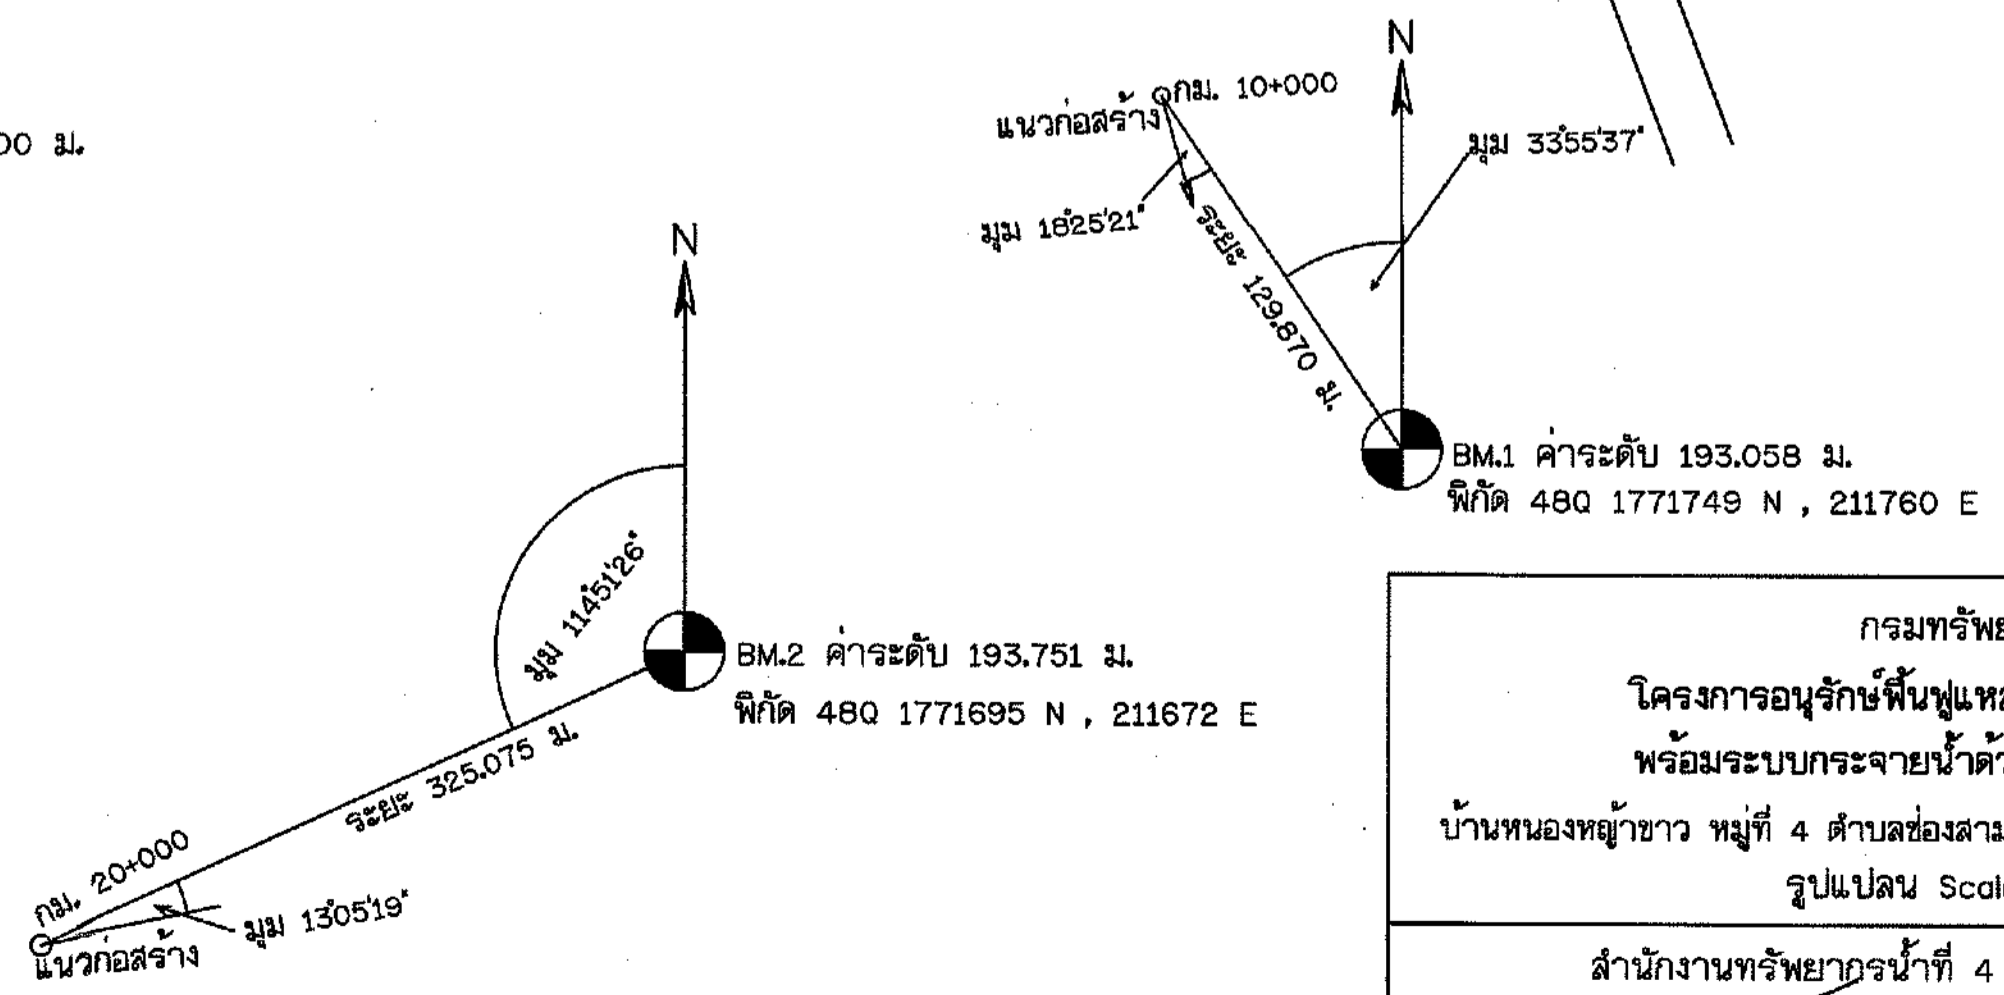 00 ม.
N
กม. 10+000
แนวก่อสร้าง
มุม 33°55'37"
มุม 18°25'21"
ระยะ 129.870 ม.
BM.1 ค่าระดับ 193.058 ม.
พิกัด 48Q 1771749 N , 211760 E
N
มุม 114°51'26"
BM.2 ค่าระดับ 193.751 ม.
พิกัด 48Q 1771695 N , 211672 E
ระยะ 325.075 ม.
กม. 20+000
มุม 13°05'19"
แนวก่อสร้าง
กรมทรัพย
โครงการอนุรักษ์ฟื้นฟูแหล
พร้อมระบบกระจายน้ำด้ว
บ้านหนองหญ้าขาว หมู่ที่ 4 ตำบลช่องสาม
รูปแปลน Scal
สำนักงานทรัพยากรน้ำที่ 4